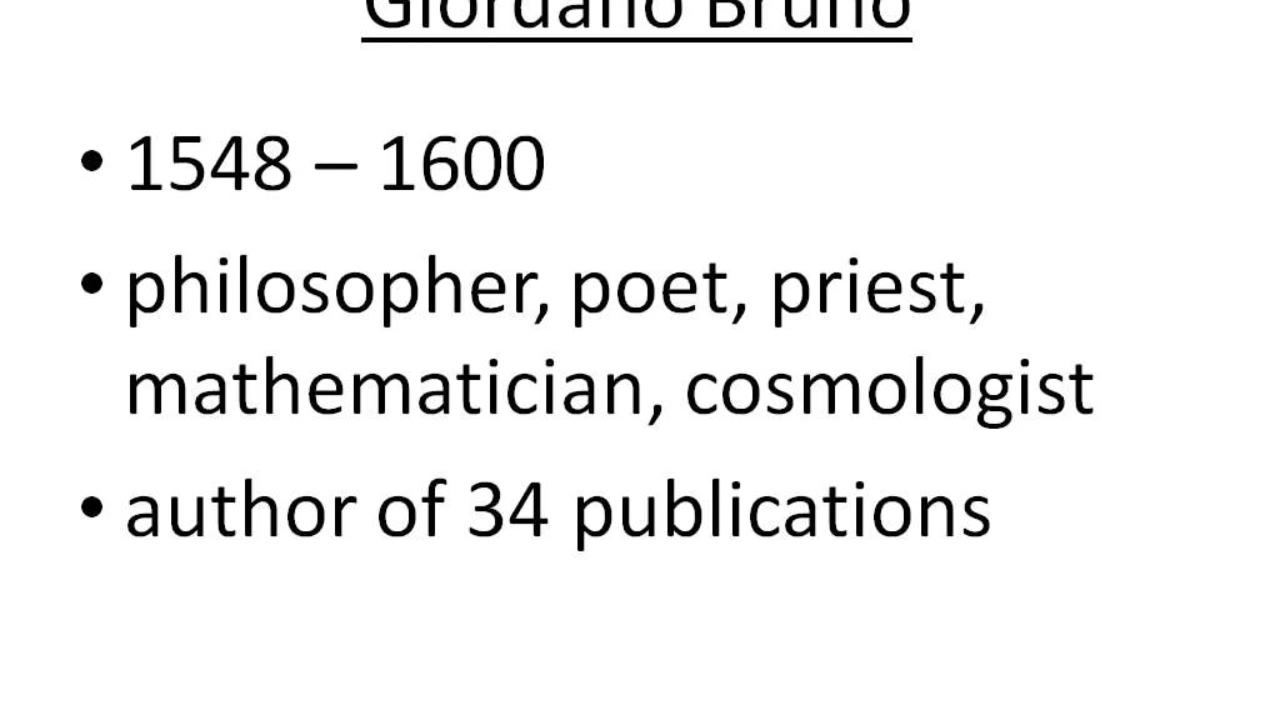 Giordano Bruno
• 1548 – 1600
• philosopher, poet, priest,
mathematician, cosmologist
• author of 34 publications